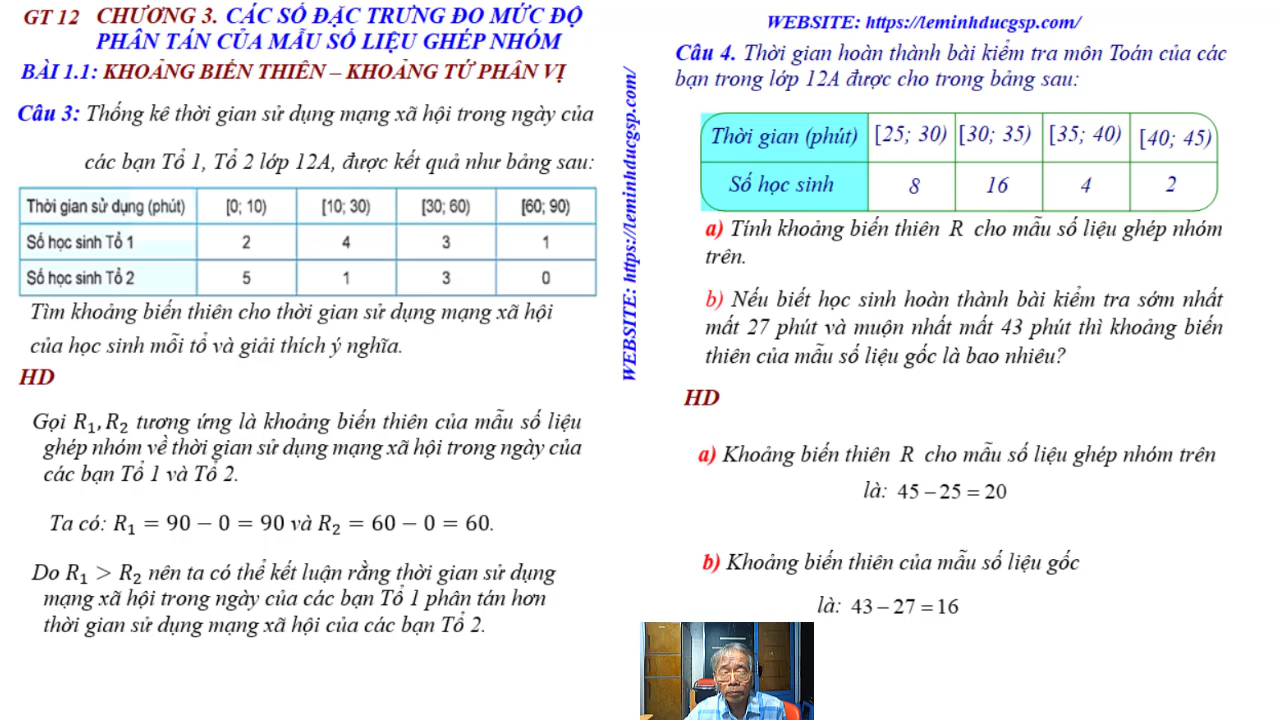 GT 12 CHƯƠNG 3. CÁC SỐ ĐẶC TRƯNG ĐO MỨC ĐỘ
PHÂN TÁN CỦA MẪU SỐ LIỆU GHÉP NHÓM
BÀI 1.1: KHOẢNG BIẾN THIÊN – KHOẢNG TỨ PHÂN VỊ
Câu 3: Thống kê thời gian sử dụng mạng xã hội trong ngày của
các bạn Tổ 1, Tổ 2 lớp 12A, được kết quả như bảng sau:
Thời gian sử dụng (phút) [0; 10) [10; 30) [30; 60) [60; 90)
Số học sinh Tổ 1 2 4 3 1
Số học sinh Tổ 2 5 1 3 0
Tìm khoảng biến thiên cho thời gian sử dụng mạng xã hội
của học sinh mỗi tổ và giải thích ý nghĩa.
HD
Gọi R₁, R₂ tương ứng là khoảng biến thiên của mẫu số liệu
ghép nhóm về thời gian sử dụng mạng xã hội trong ngày của
các bạn Tổ 1 và Tổ 2.
Ta có: R₁ = 90 − 0 = 90 và R₂ = 60 − 0 = 60.
Do R₁ > R₂ nên ta có thể kết luận rằng thời gian sử dụng
mạng xã hội trong ngày của các bạn Tổ 1 phân tán hơn
thời gian sử dụng mạng xã hội của các bạn Tổ 2.
WEBSITE: https://leminhducgsp.com/
WEBSITE: https://leminhducgsp.com/
Câu 4. Thời gian hoàn thành bài kiểm tra môn Toán của các
bạn trong lớp 12A được cho trong bảng sau:
Thời gian (phút) [25; 30) [30; 35) [35; 40) [40; 45)
Số học sinh 8 16 4 2
a) Tính khoảng biến thiên R cho mẫu số liệu ghép nhóm
trên.
b) Nếu biết học sinh hoàn thành bài kiểm tra sớm nhất
mất 27 phút và muộn nhất mất 43 phút thì khoảng biến
thiên của mẫu số liệu gốc là bao nhiêu?
HD
a) Khoảng biến thiên R cho mẫu số liệu ghép nhóm trên
là: 45 − 25 = 20
b) Khoảng biến thiên của mẫu số liệu gốc
là: 43 − 27 = 16